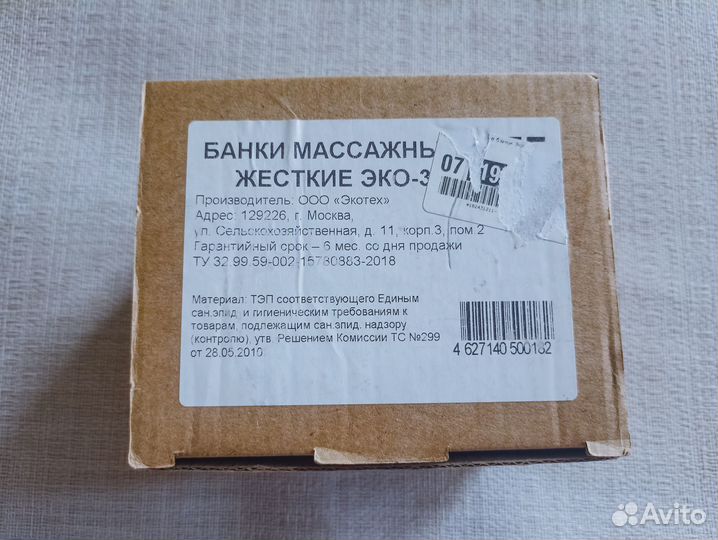 БАНКИ МАССАЖНЫ
ЖЕСТКИЕ ЭКО-3
07 19
Производитель: ООО «Экотех»
Адрес: 129226, г. Москва,
ул. Сельскохозяйственная, д. 11, корп.3, пом 2
Гарантийный срок – 6 мес. со дня продажи
ТУ 32.99.59-002-15780883-2018
Материал: ТЭП соответствующего Единым
сан.эпид. и гигиеническим требованиям к
товарам, подлежащим сан.эпид. надзору
(контролю), утв. Решением Комиссии ТС №299
от 28.05.2010
4 627140 500132
Avito